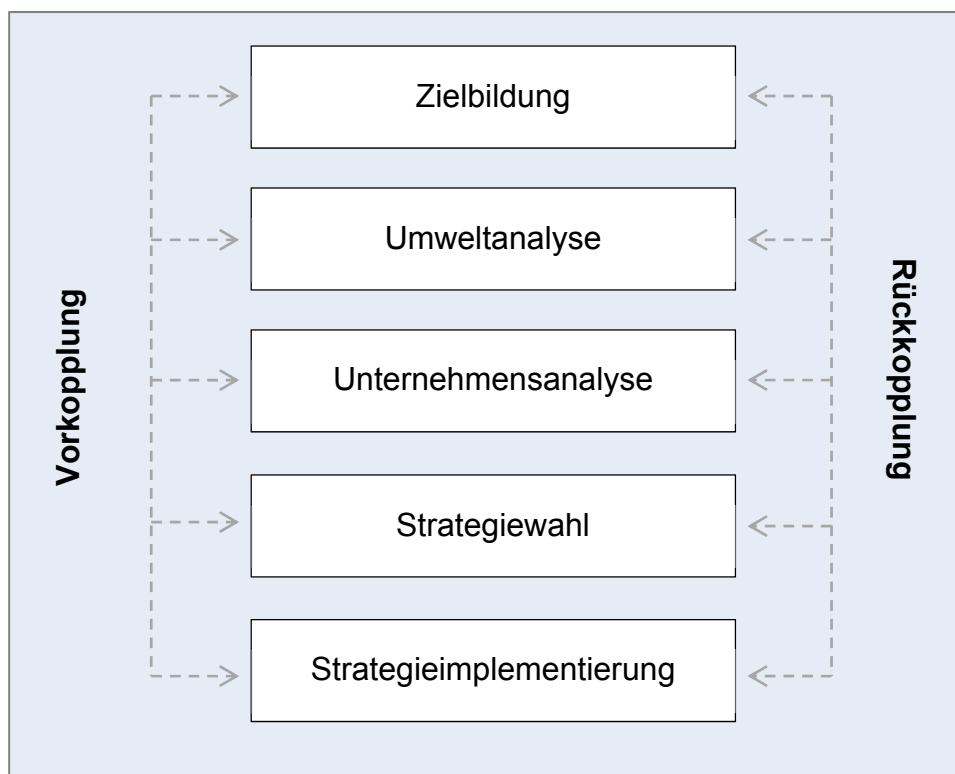 Zielbildung
Umweltanalyse
Unternehmensanalyse
Strategiewahl
Strategieimplementierung
Vorkopplung
Rückkopplung